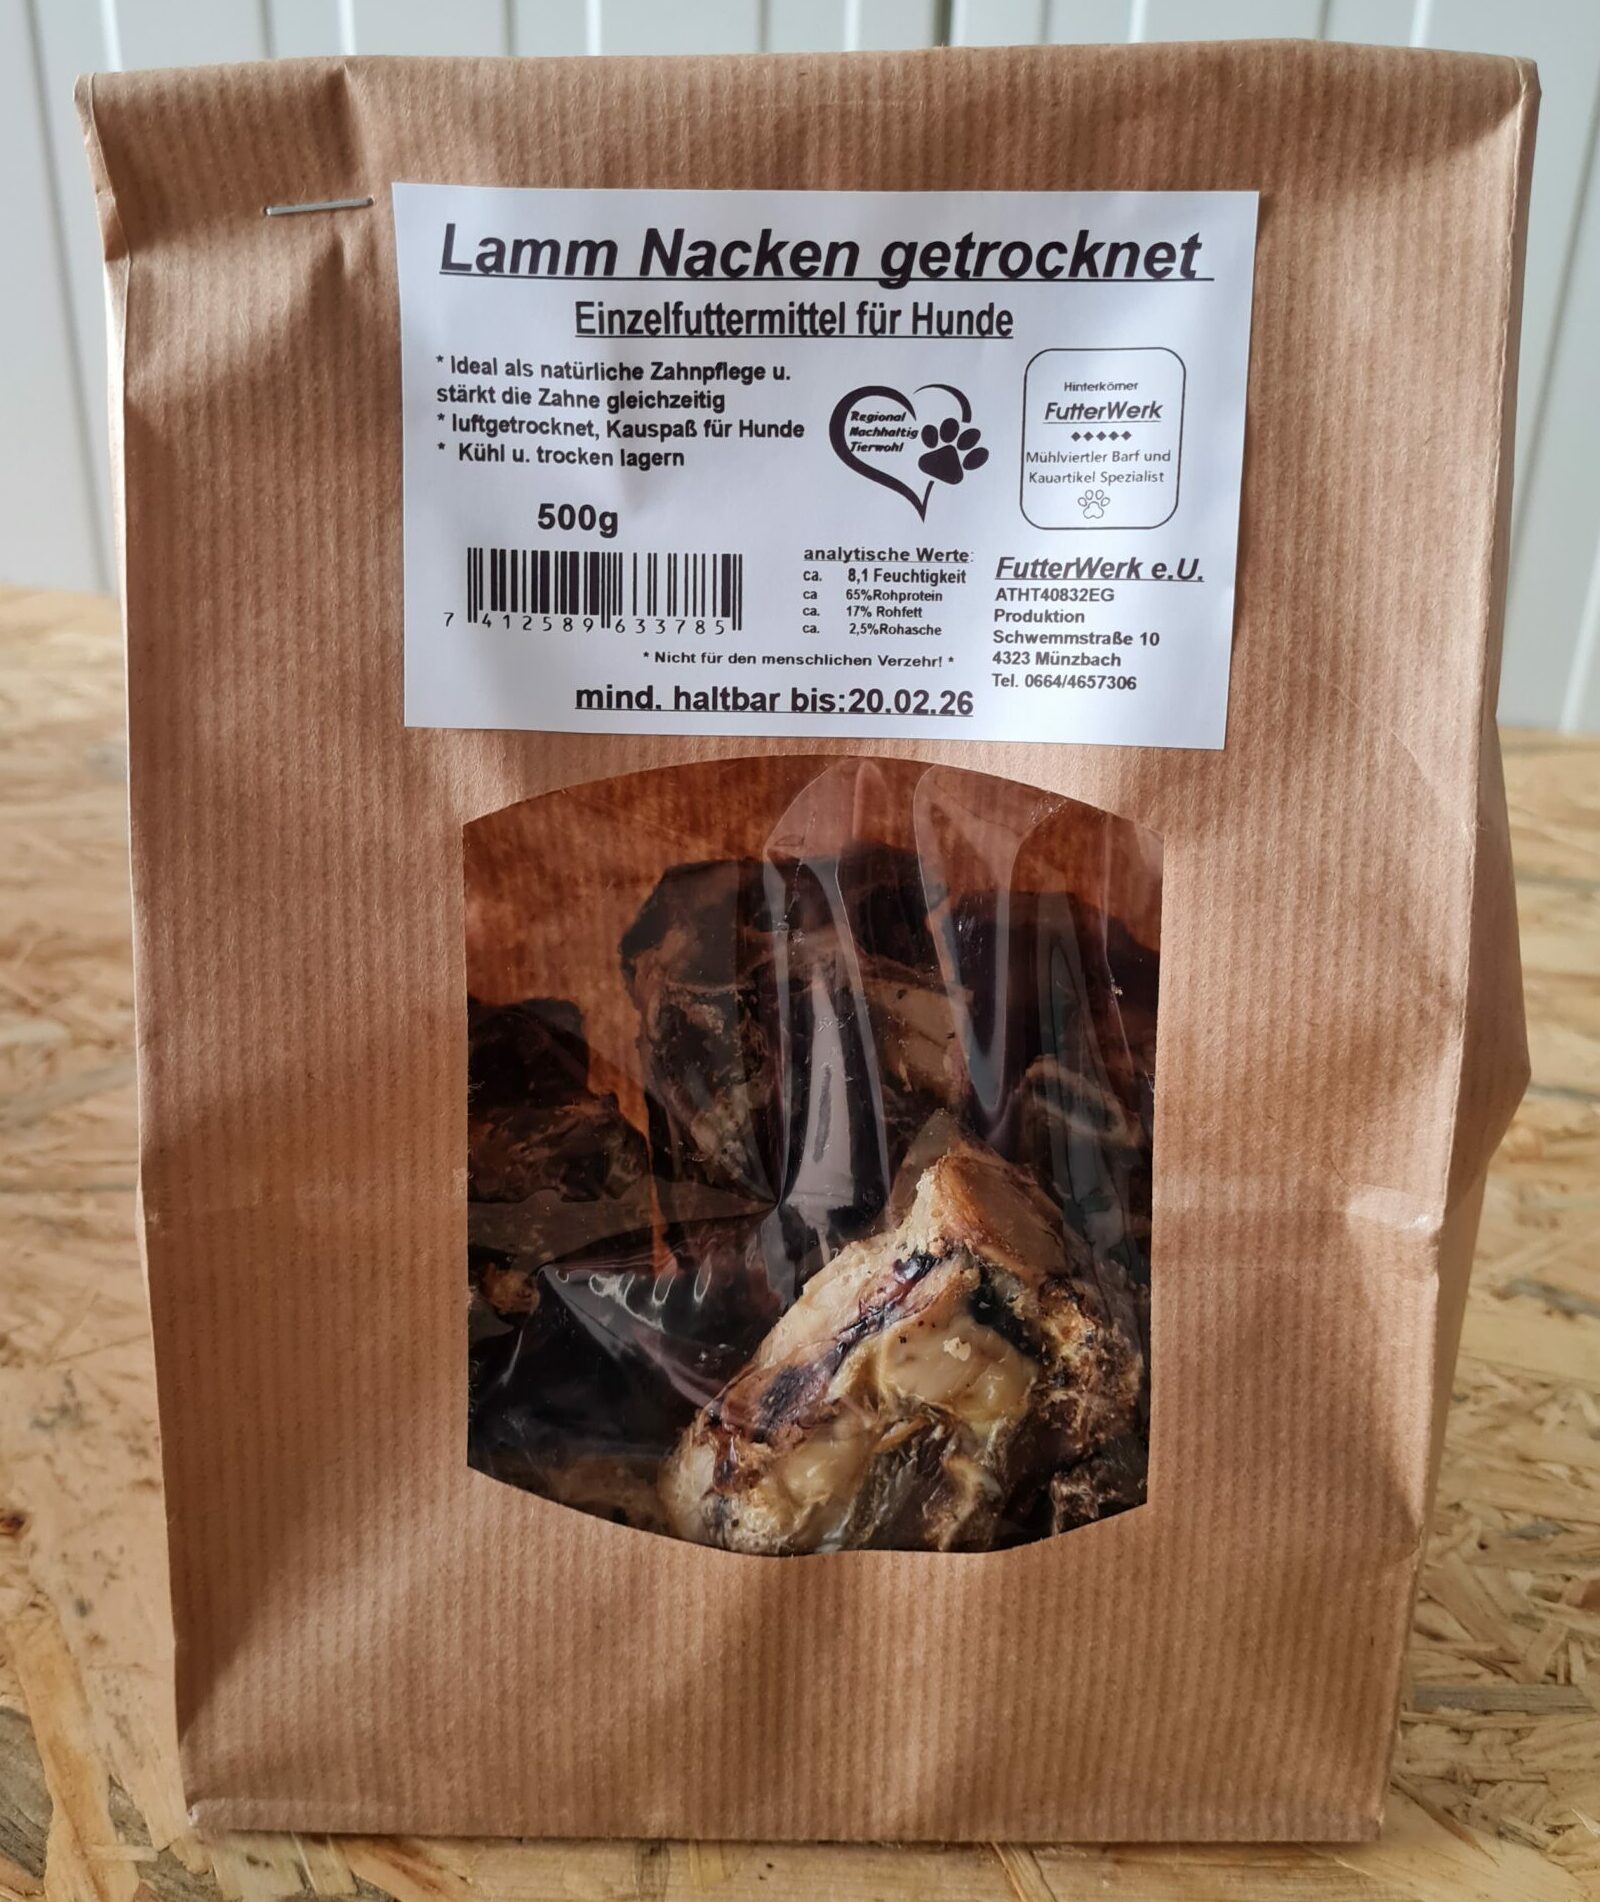 Lamm Nacken getrocknet
Einzelfuttermittel für Hunde
* Ideal als natürliche Zahnpflege u.
stärkt die Zahne gleichzeitig
* luftgetrocknet, Kauspaß für Hunde
* Kühl u. trocken lagern
500g
7 412589 633785
Regional
Nachhaltig
Tierwohl
Hinterkörner
FutterWerk
Mühlviertler Barf und
Kauartikel Spezialist
analytische Werte:
ca. 8,1 Feuchtigkeit
ca 65%Rohprotein
ca. 17% Rohfett
ca. 2,5%Rohasche
FutterWerk e.U.
ATHT40832EG
Produktion
Schwemmstraße 10
4323 Münzbach
Tel. 0664/4657306
* Nicht für den menschlichen Verzehr! *
mind. haltbar bis:20.02.26